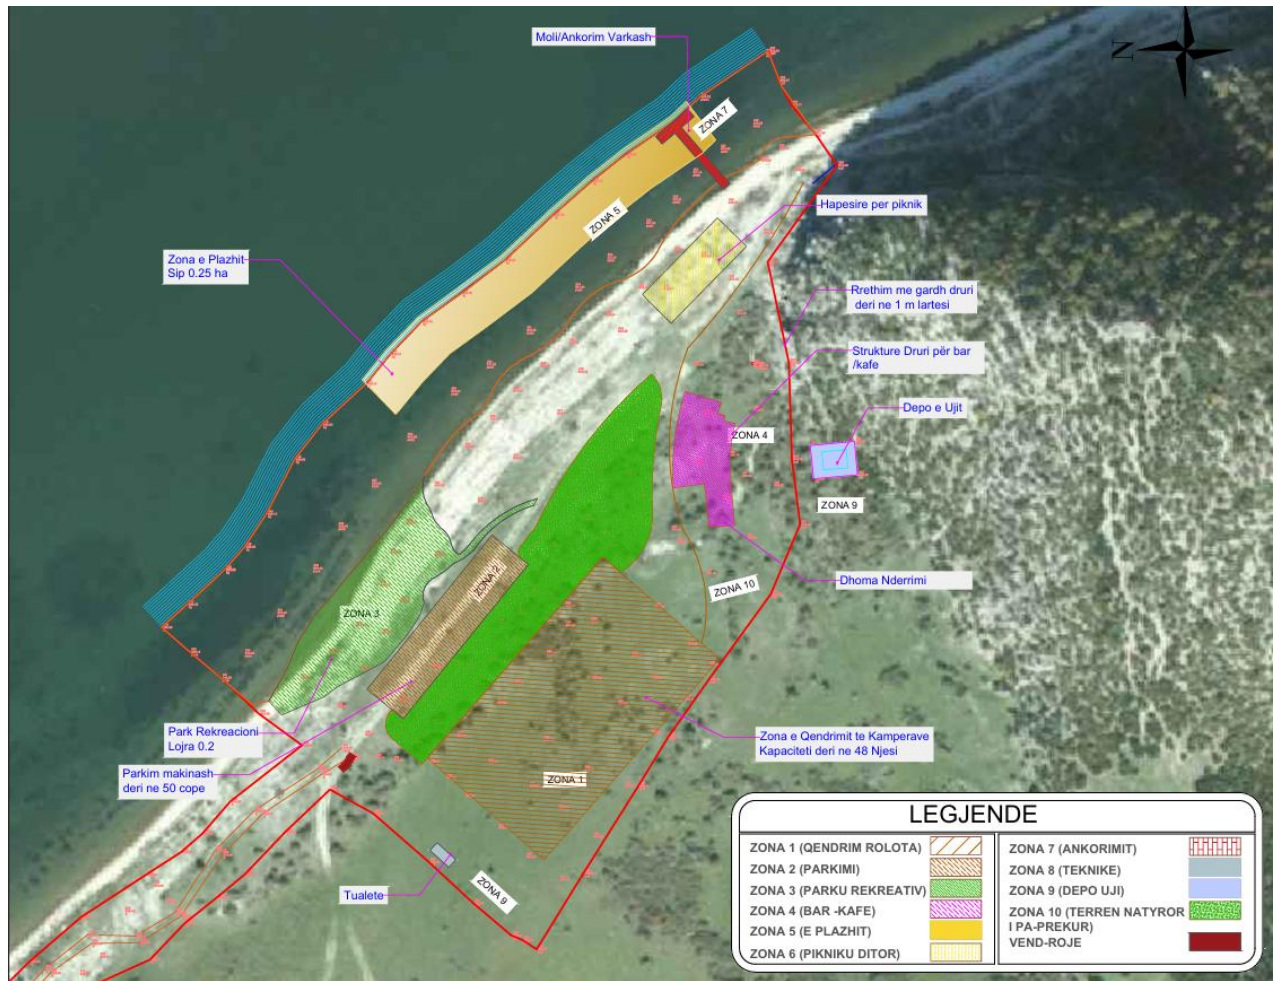 Moli/Ankorim Varkash
N
ZONA 7
Hapesire per piknik
ZONA 5
Zona e Plazhit
Sip 0.25 ha
Rrethim me gardh druri
deri ne 1 m lartesi
Strukture Druri për bar
/kafe
Depo e Ujit
ZONA 4
ZONA 9
ZONA 2
Dhoma Nderrimi
ZONA 10
ZONA 3
Park Rekreacioni
Lojra 0.2
Zona e Qendrimit te Kamperave
Kapaciteti deri ne 48 Njesi
Parkim makinash
deri ne 50 cope
ZONA 1
Tualete
ZONA 9
LEGJENDE
ZONA 1 (QENDRIM ROLOTA)
ZONA 2 (PARKIMI)
ZONA 3 (PARKU REKREATIV)
ZONA 4 (BAR -KAFE)
ZONA 5 (E PLAZHIT)
ZONA 6 (PIKNIKU DITOR)
ZONA 7 (ANKORIMIT)
ZONA 8 (TEKNIKE)
ZONA 9 (DEPO UJI)
ZONA 10 (TERREN NATYROR
I PA-PREKUR)
VEND-ROJE